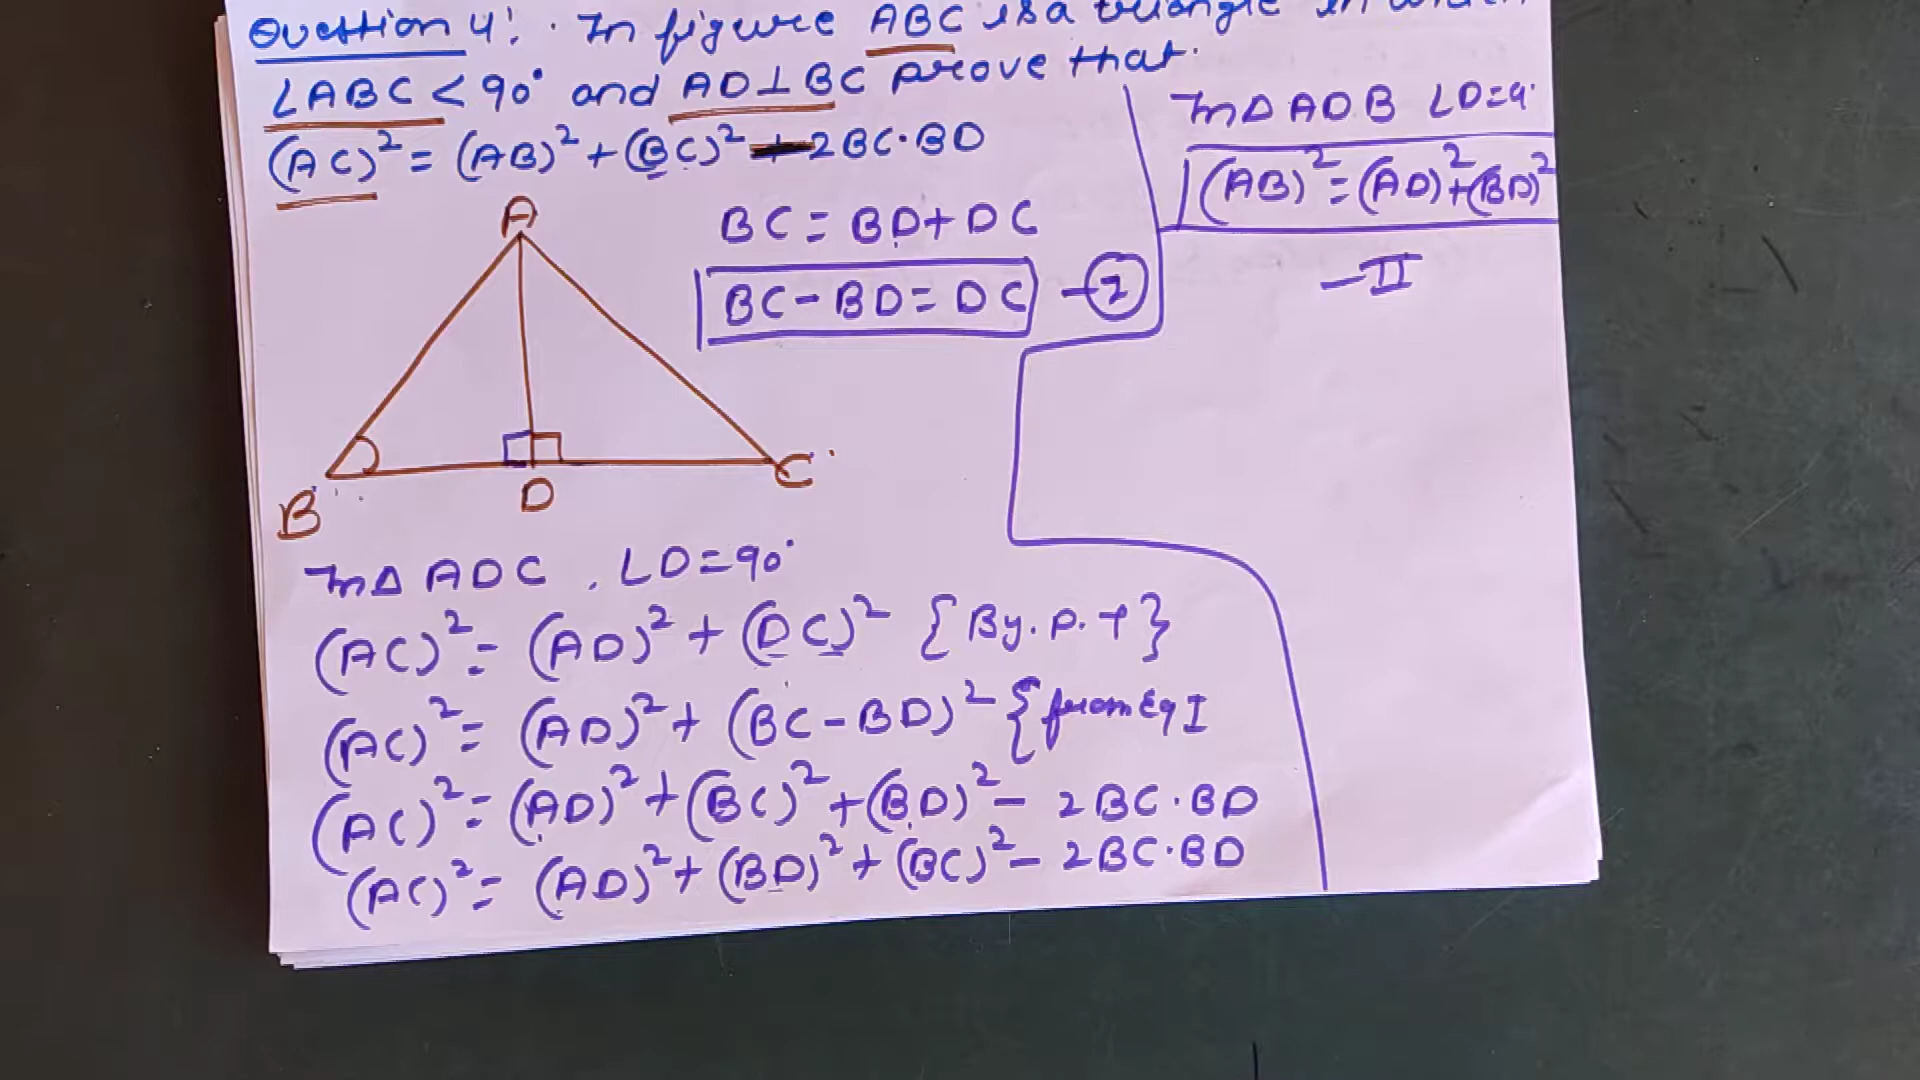 Question 4: In figure ABC is a triangle in which
∠ABC < 90° and AD⊥BC prove that.
(AC)² = (AB)² + (BC)² - 2BC·BD
A
B
D
C
BC = BD + DC
BC - BD = DC -①
In Δ ADC, ∠D = 90°
(AC)² = (AD)² + (DC)² {By. P. T}
(AC)² = (AD)² + (BC - BD)² {from Eq I
(AC)² = (AD)² + (BC)² + (BD)² - 2BC·BD
(AC)² = (AD)² + (BD)² + (BC)² - 2BC·BD
In Δ ADB ∠D = 9°
(AB)² = (AD)² + (BD)²
-II